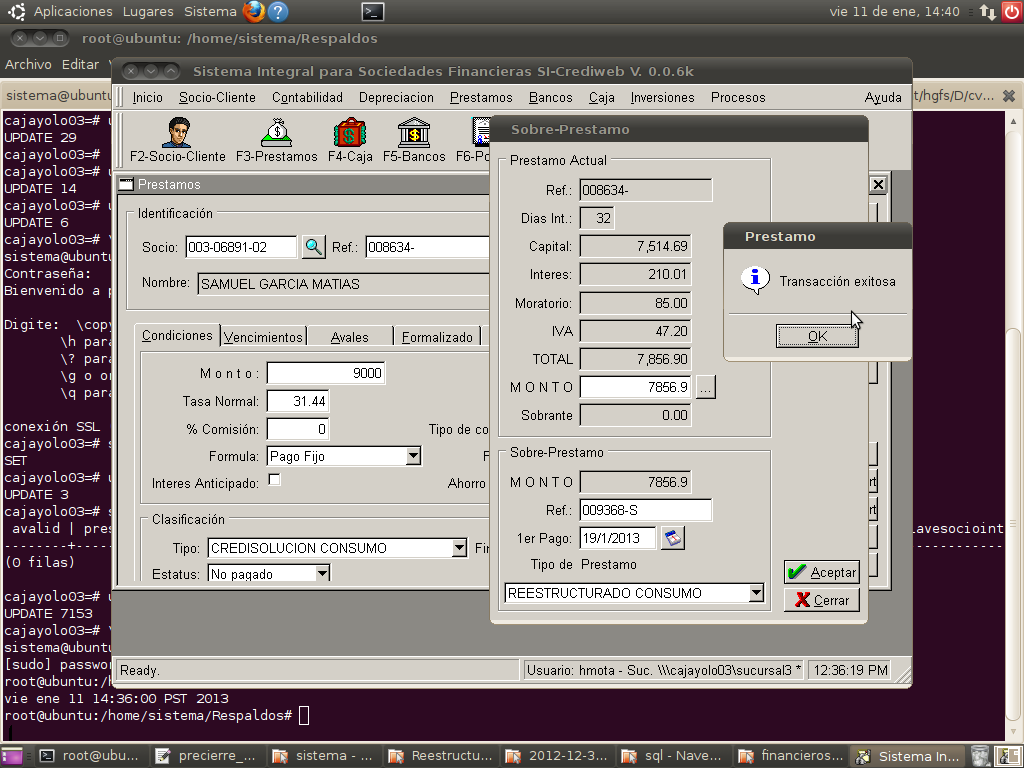 Aplicaciones Lugares Sistema vie 11 de ene, 14:40
root@ubuntu: /home/sistema/Respaldos
Archivo Editar
Sistema Integral para Sociedades Financieras SI-Crediweb V. 0.0.6k
sistema@ubuntu t/hgfs/D/cv...
Inicio Socio-Cliente Contabilidad Depreciacion Prestamos Bancos Caja Inversiones Procesos Ayuda
F2-Socio-Cliente F3-Prestamos F4-Caja F5-Bancos F6-Po
cajayolo03=# u
UPDATE 29
cajayolo03=#
cajayolo03=# u
UPDATE 14
cajayolo03=# u
UPDATE 6
cajayolo03=# \
sistema@ubuntu
Contraseña:
Bienvenido a p
Digite: \copy
\h para
\? para
\g o o
\q para
conexión SSL
cajayolo03=# s
SET
cajayolo03=# u
UPDATE 3
cajayolo03=# s
avalid | pres lavesocioint
(0 filas)
cajayolo03=# u
UPDATE 7153
cajayolo03=# \
sistema@ubuntu
[sudo] passwor
root@ubuntu:/h
vie ene 11 14:36:00 PST 2013
root@ubuntu:/home/sistema/Respaldos#
Prestamos
Identificación
Socio: 003-06891-02 Ref.: 008634-
Nombre: SAMUEL GARCIA MATIAS
Condiciones Vencimientos Avales Formalizado
M o n t o : 9000
Tasa Normal: 31.44
% Comisión: 0 Tipo de co
Formula: Pago Fijo F
Interes Anticipado: Ahorro
Clasificación
Tipo: CREDISOLUCION CONSUMO Fin
Estatus: No pagado
Sobre-Prestamo
Prestamo Actual
Ref.: 008634-
Dias Int.: 32
Capital: 7,514.69
Interes: 210.01
Moratorio: 85.00
IVA 47.20
TOTAL 7,856.90
M O N T O 7856.9 ...
Sobrante 0.00
Sobre-Prestamo
M O N T O 7856.9
Ref.: 009368-S
1er Pago: 19/1/2013
Tipo de Prestamo
REESTRUCTURADO CONSUMO
Aceptar
Cerrar
Prestamo
Transacción exitosa
OK
Ready. Usuario: hmota - Suc. \\\cajayolo03\sucursal3 * 12:36:19 PM
root@ubu... precierre_... sistema - ... Reestructu... 2012-12-3... sql - Nave... financieros... Sistema In...